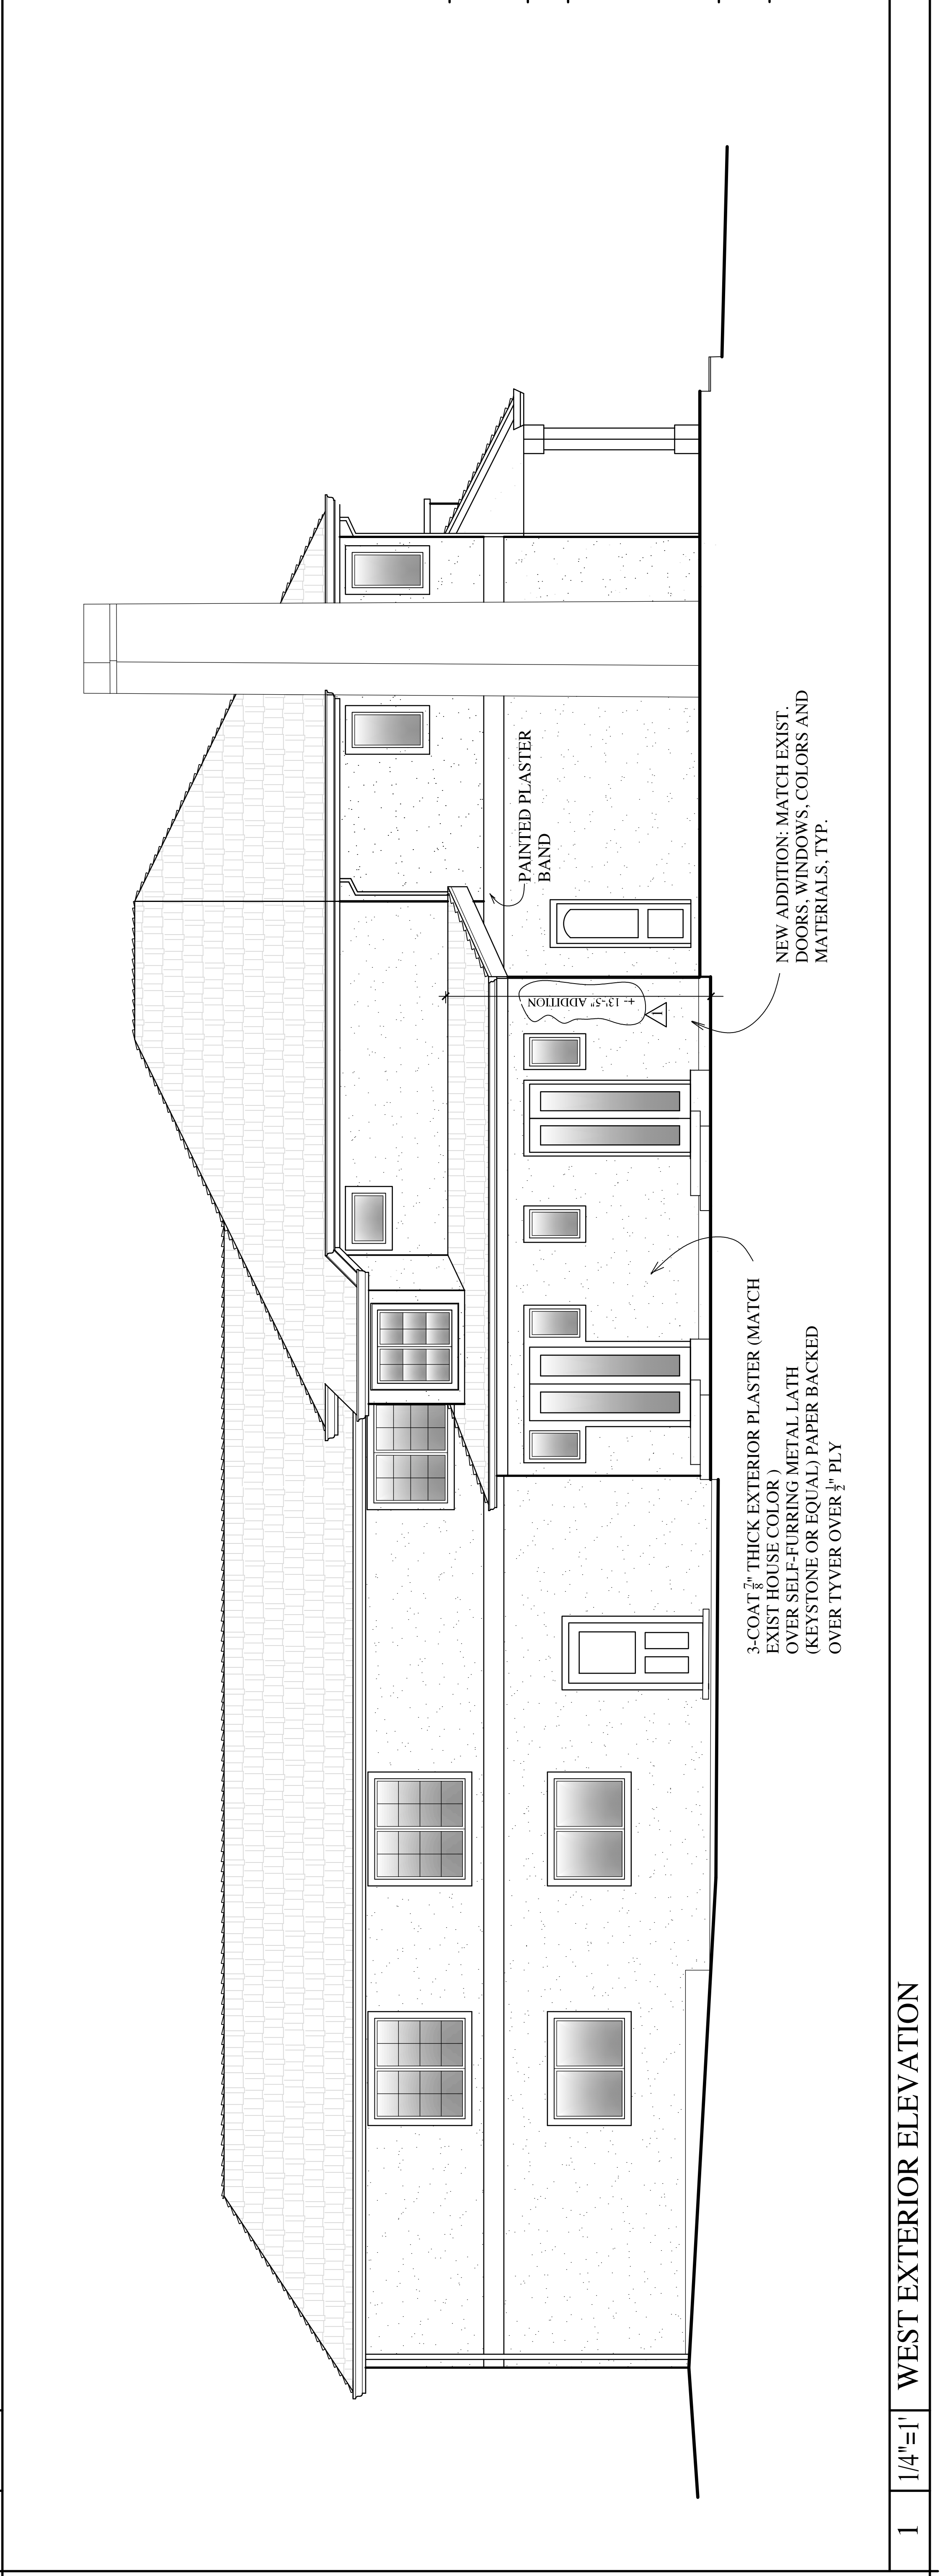 PAINTED PLASTER
BAND
+- 13'-5" ADDITION
1
NEW ADDITION: MATCH EXIST.
DOORS, WINDOWS, COLORS AND
MATERIALS, TYP.
3-COAT 7/8" THICK EXTERIOR PLASTER (MATCH
EXIST HOUSE COLOR )
OVER SELF-FURRING METAL LATH
(KEYSTONE OR EQUAL) PAPER BACKED
OVER TYVER OVER 1/2" PLY
1 1/4"=1' WEST EXTERIOR ELEVATION